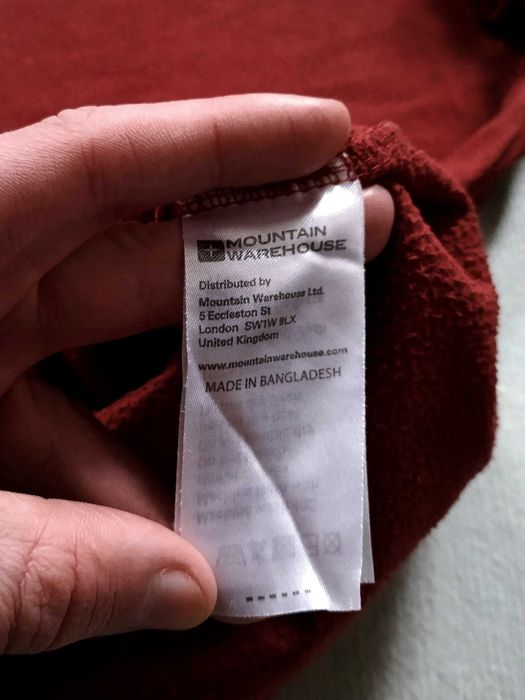 MOUNTAIN
WAREHOUSE
Distributed by
Mountain Warehouse Ltd.
5 Eccleston St
London SW1W 9LX
United Kingdom
www.mountainwarehouse.com
MADE IN BANGLADESH